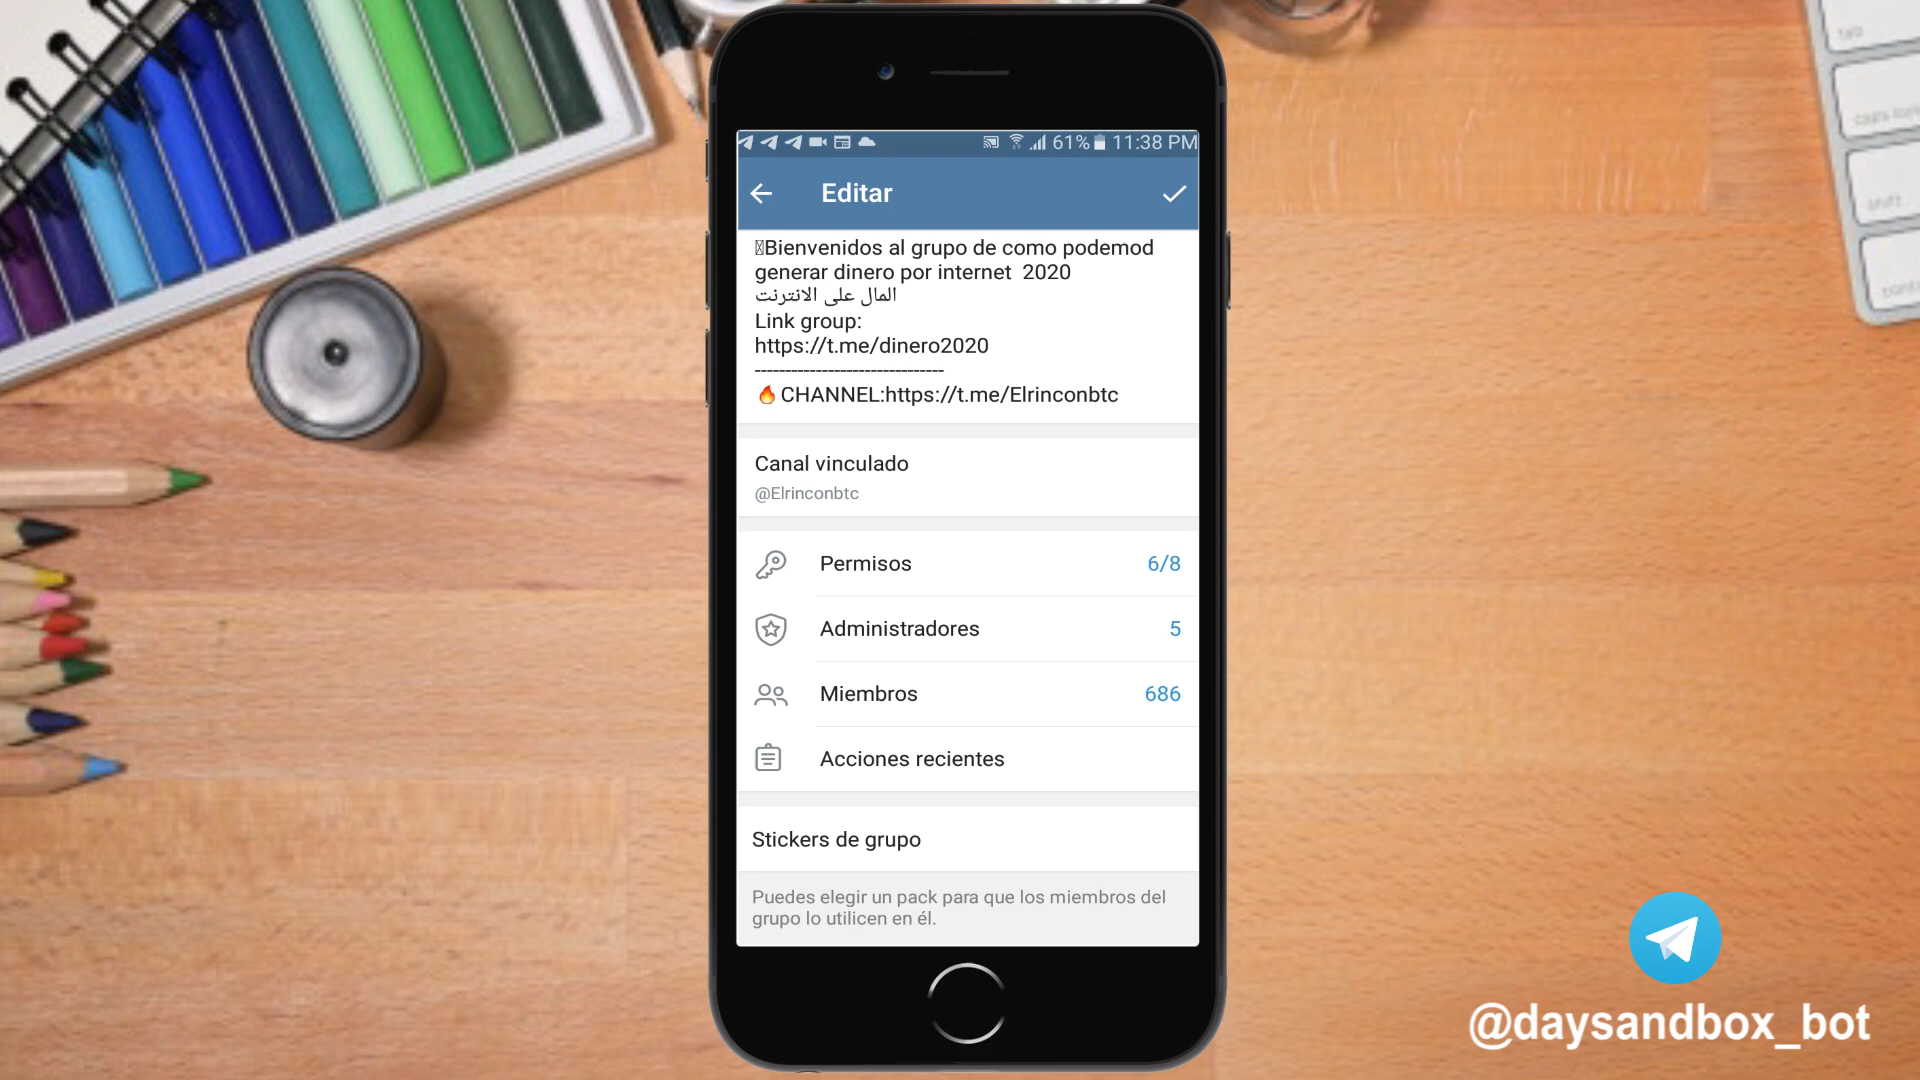 61% 11:38 PM
Editar
Bienvenidos al grupo de como podemod
generar dinero por internet 2020
المال على الانترنت
Link group:
https://t.me/dinero2020
-------------------------------
🔥CHANNEL:https://t.me/Elrinconbtc
Canal vinculado
@Elrinconbtc
Permisos 6/8
Administradores 5
Miembros 686
Acciones recientes
Stickers de grupo
Puedes elegir un pack para que los miembros del
grupo lo utilicen en él.
@daysandbox_bot